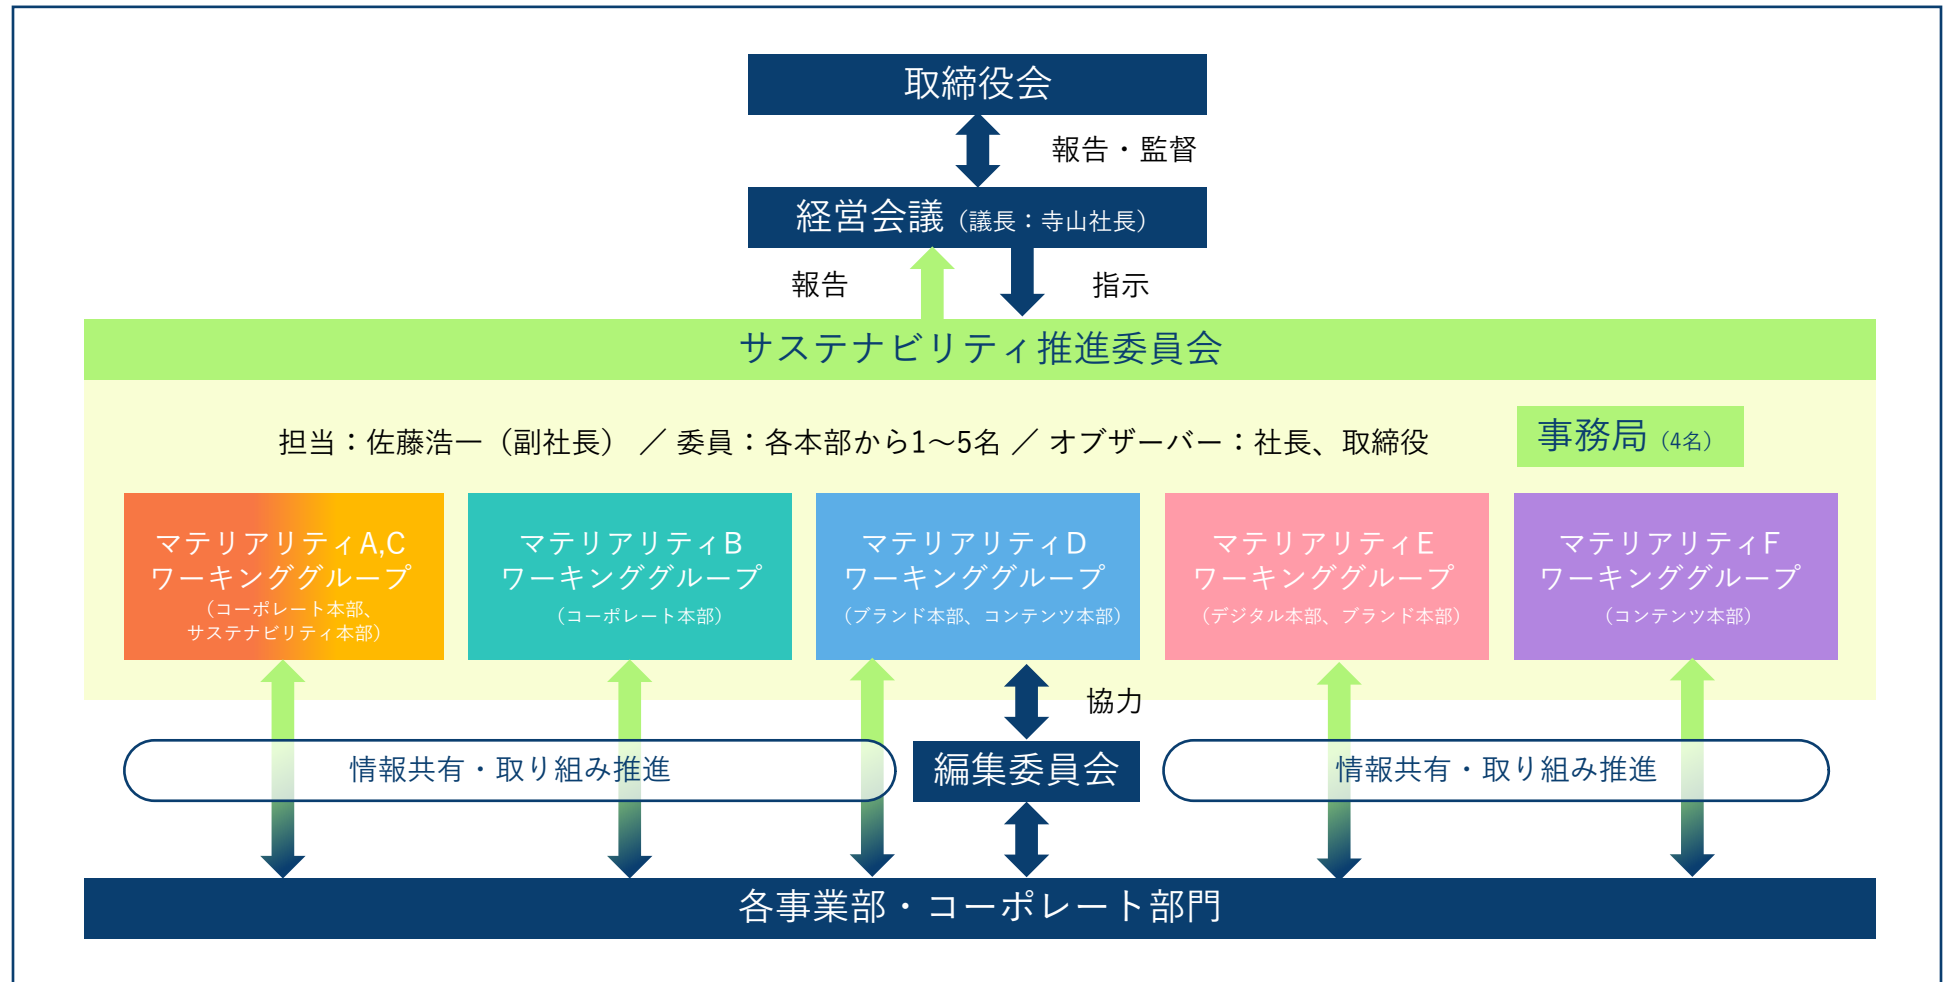 取締役会
報告・監督
経営会議（議長：寺山社長）
報告
指示
サステナビリティ推進委員会
担当：佐藤浩一（副社長） ／ 委員：各本部から1〜5名 ／ オブザーバー：社長、取締役
事務局（4名）
マテリアリティA,C
ワーキンググループ
（コーポレート本部、
サステナビリティ本部）
マテリアリティB
ワーキンググループ
（コーポレート本部）
マテリアリティD
ワーキンググループ
（ブランド本部、コンテンツ本部）
マテリアリティE
ワーキンググループ
（デジタル本部、ブランド本部）
マテリアリティF
ワーキンググループ
（コンテンツ本部）
協力
情報共有・取り組み推進
編集委員会
情報共有・取り組み推進
各事業部・コーポレート部門